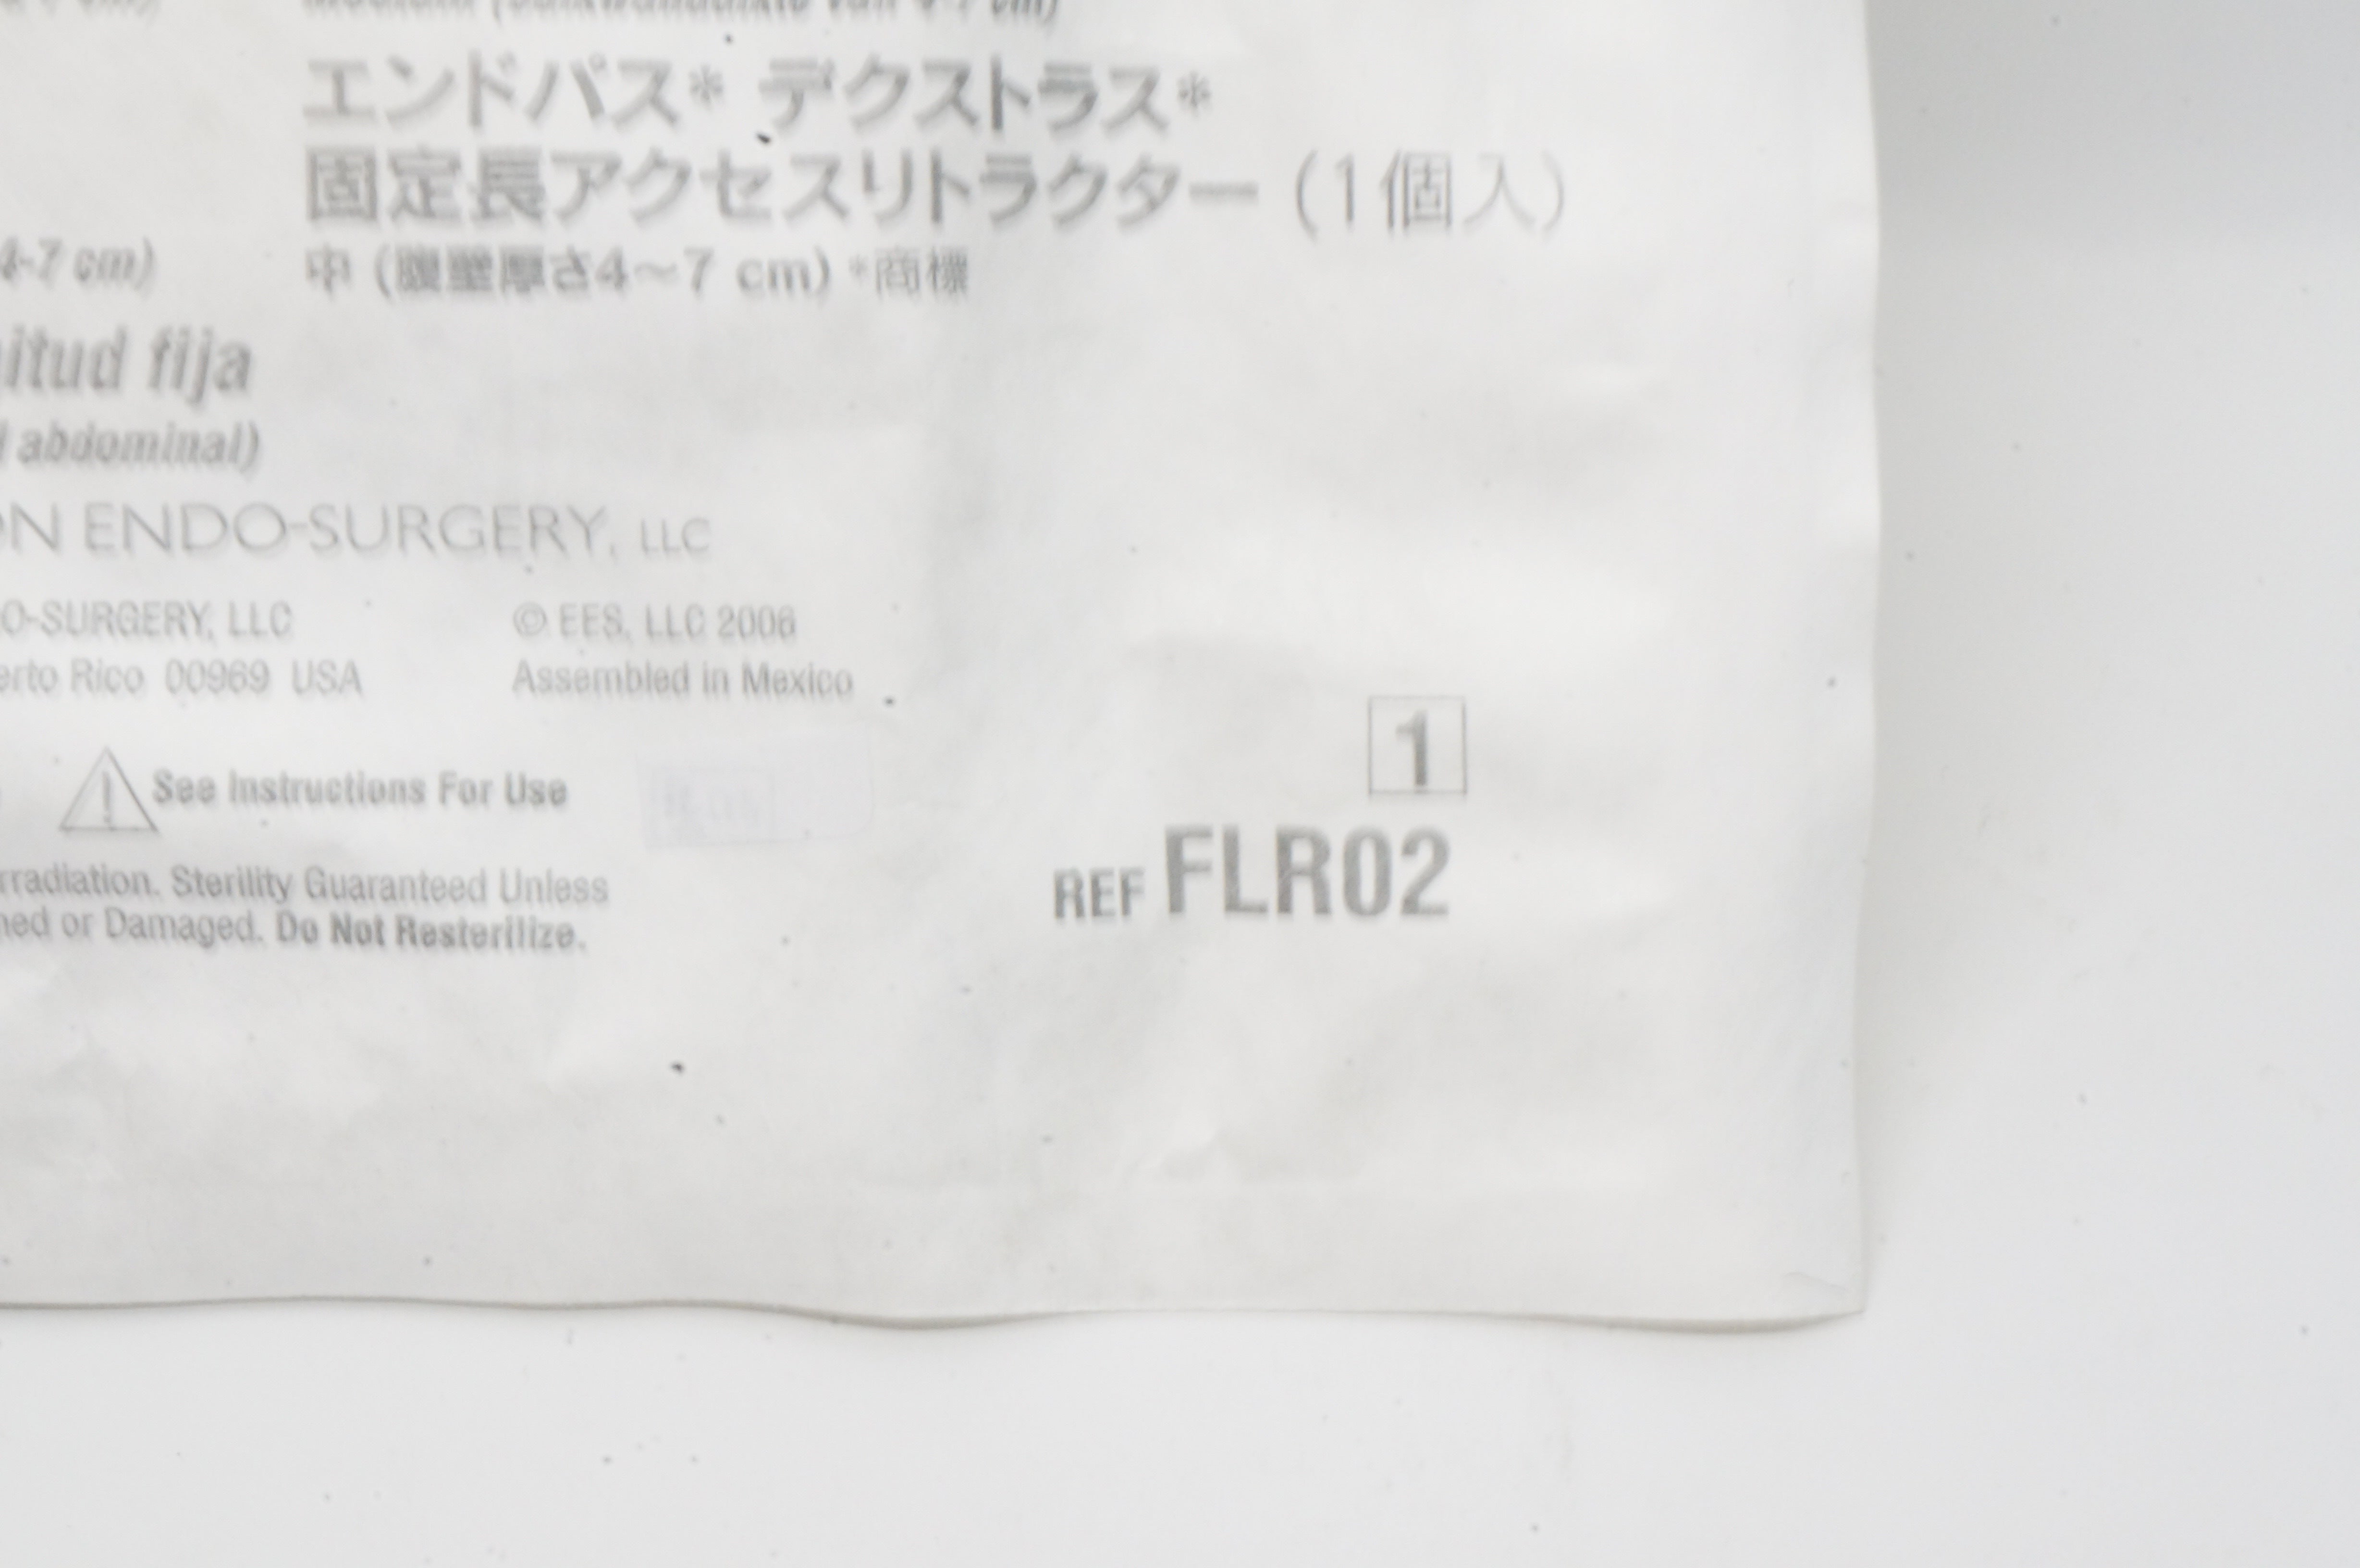 エンドパス* デクストラス*
固定長アクセスリトラクター (1個入)
4-7 cm)
中 (腹壁厚さ4～7 cm) *商標
itud fija
abdominal)
ON ENDO-SURGERY, LLC
O-SURGERY, LLC
© EES, LLC 2006
erto Rico 00969 USA
Assembled in Mexico
1
See Instructions For Use
REF FLR02
rradiation. Sterility Guaranteed Unless
ned or Damaged. Do Not Resterilize.